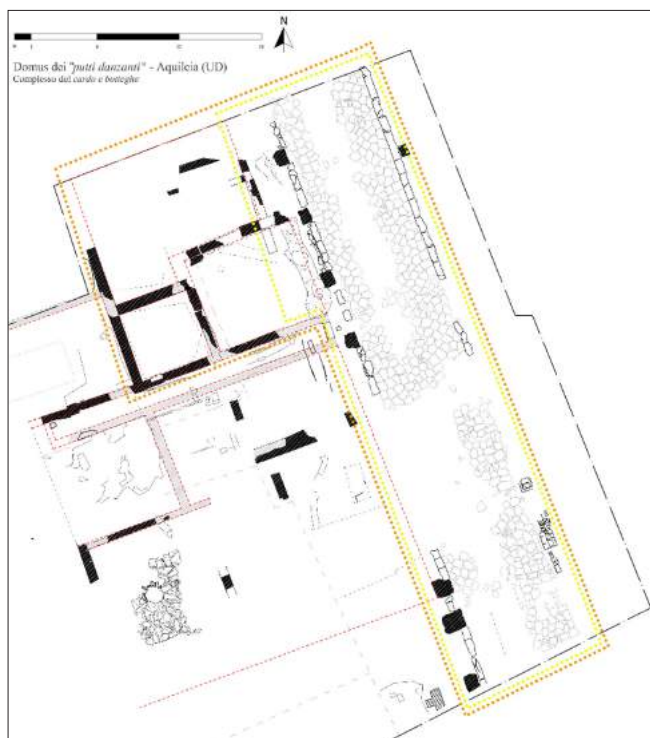 N
Domus dei "putti danzanti" - Aquileia (UD)
Complesso del cardo e botteghe